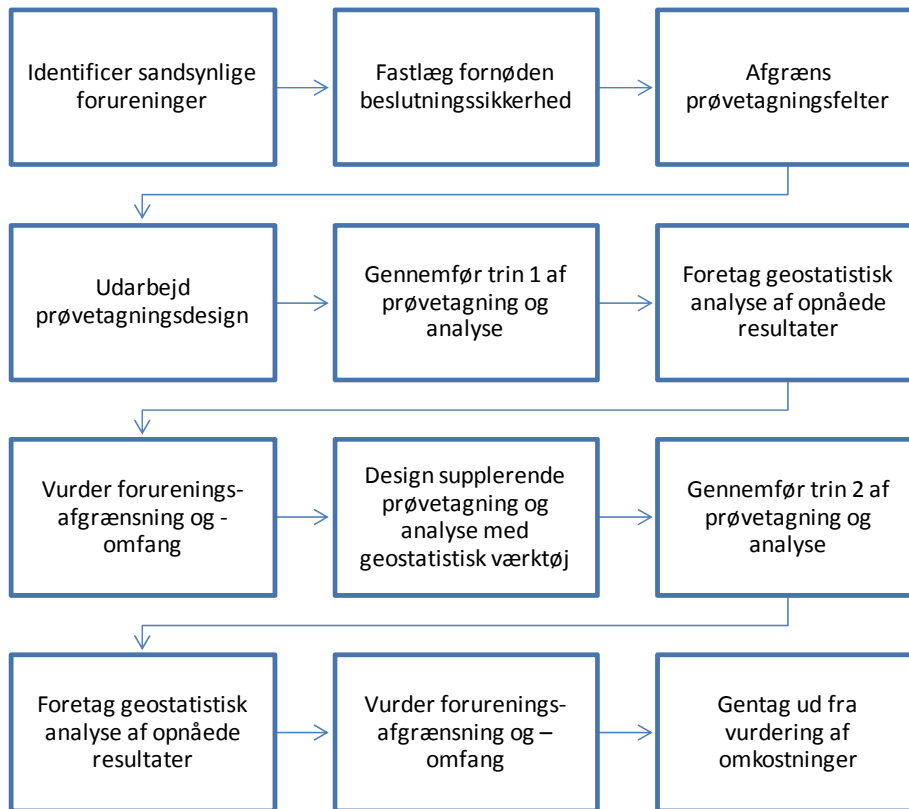 Identificer sandsynlige
forureninger
Fastlæg fornøden
beslutningssikkerhed
Afgræns
prøvetagningsfelter
Udarbejd
prøvetagningsdesign
Gennemfør trin 1 af
prøvetagning og
analyse
Foretag geostatistisk
analyse af opnåede
resultater
Vurder forurenings-
afgrænsning og -
omfang
Design supplerende
prøvetagning og
analyse med
geostatistisk værktøj
Gennemfør trin 2 af
prøvetagning og
analyse
Foretag geostatistisk
analyse af opnåede
resultater
Vurder forurenings-
afgrænsning og –
omfang
Gentag ud fra
vurdering af
omkostninger